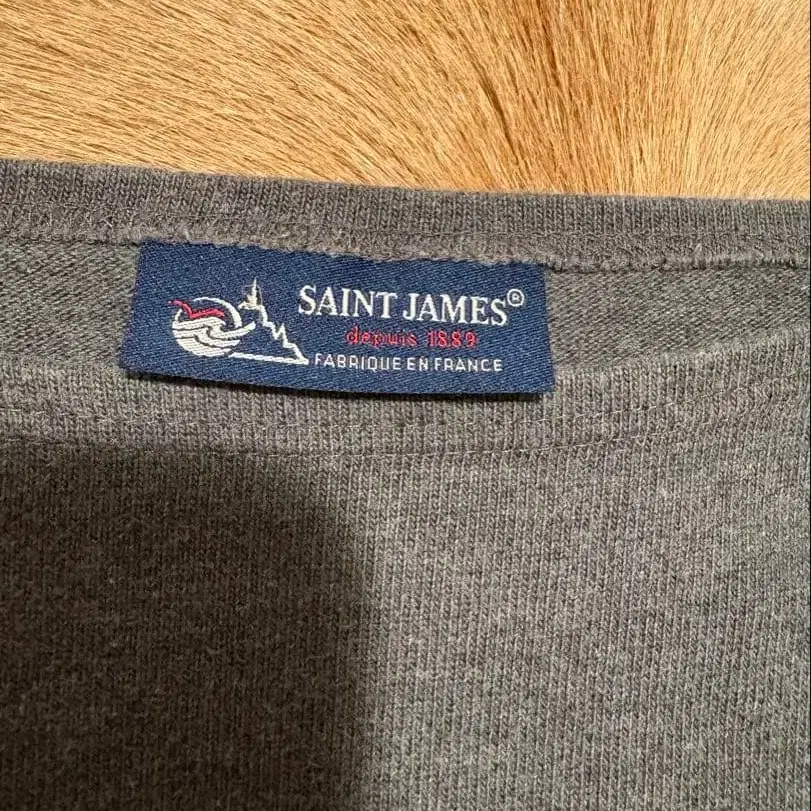 SAINT JAMES®
depuis 1889
FABRIQUE EN FRANCE